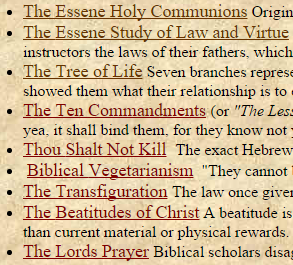 The Essene Holy Communions Origin
The Essene Study of Law and Virtue
instructors the laws of their fathers, which
The Tree of Life Seven branches represe
showed them what their relationship is to
The Ten Commandments (or "The Less
yea, it shall bind them, for they know not
Thou Shalt Not Kill The exact Hebrew
Biblical Vegetarianism "They cannot
The Transfiguration The law once given
The Beatitudes of Christ A beatitude is
than current material or physical rewards.
The Lords Prayer Biblical scholars disag